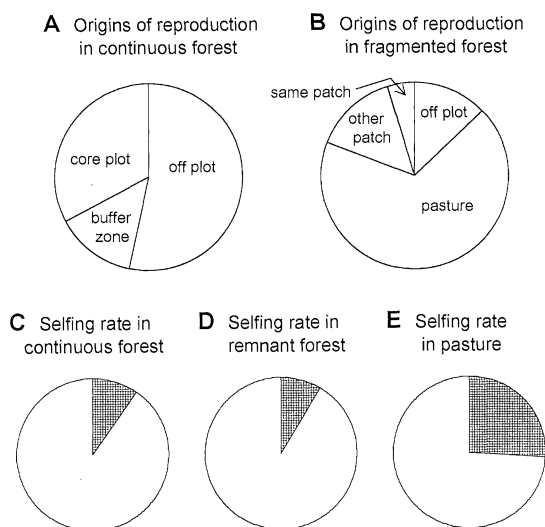 A Origins of reproduction
in continuous forest
core plot
off plot
buffer
zone
B Origins of reproduction
in fragmented forest
same patch
off plot
other
patch
pasture
C Selfing rate in
continuous forest
D Selfing rate in
remnant forest
E Selfing rate
in pasture